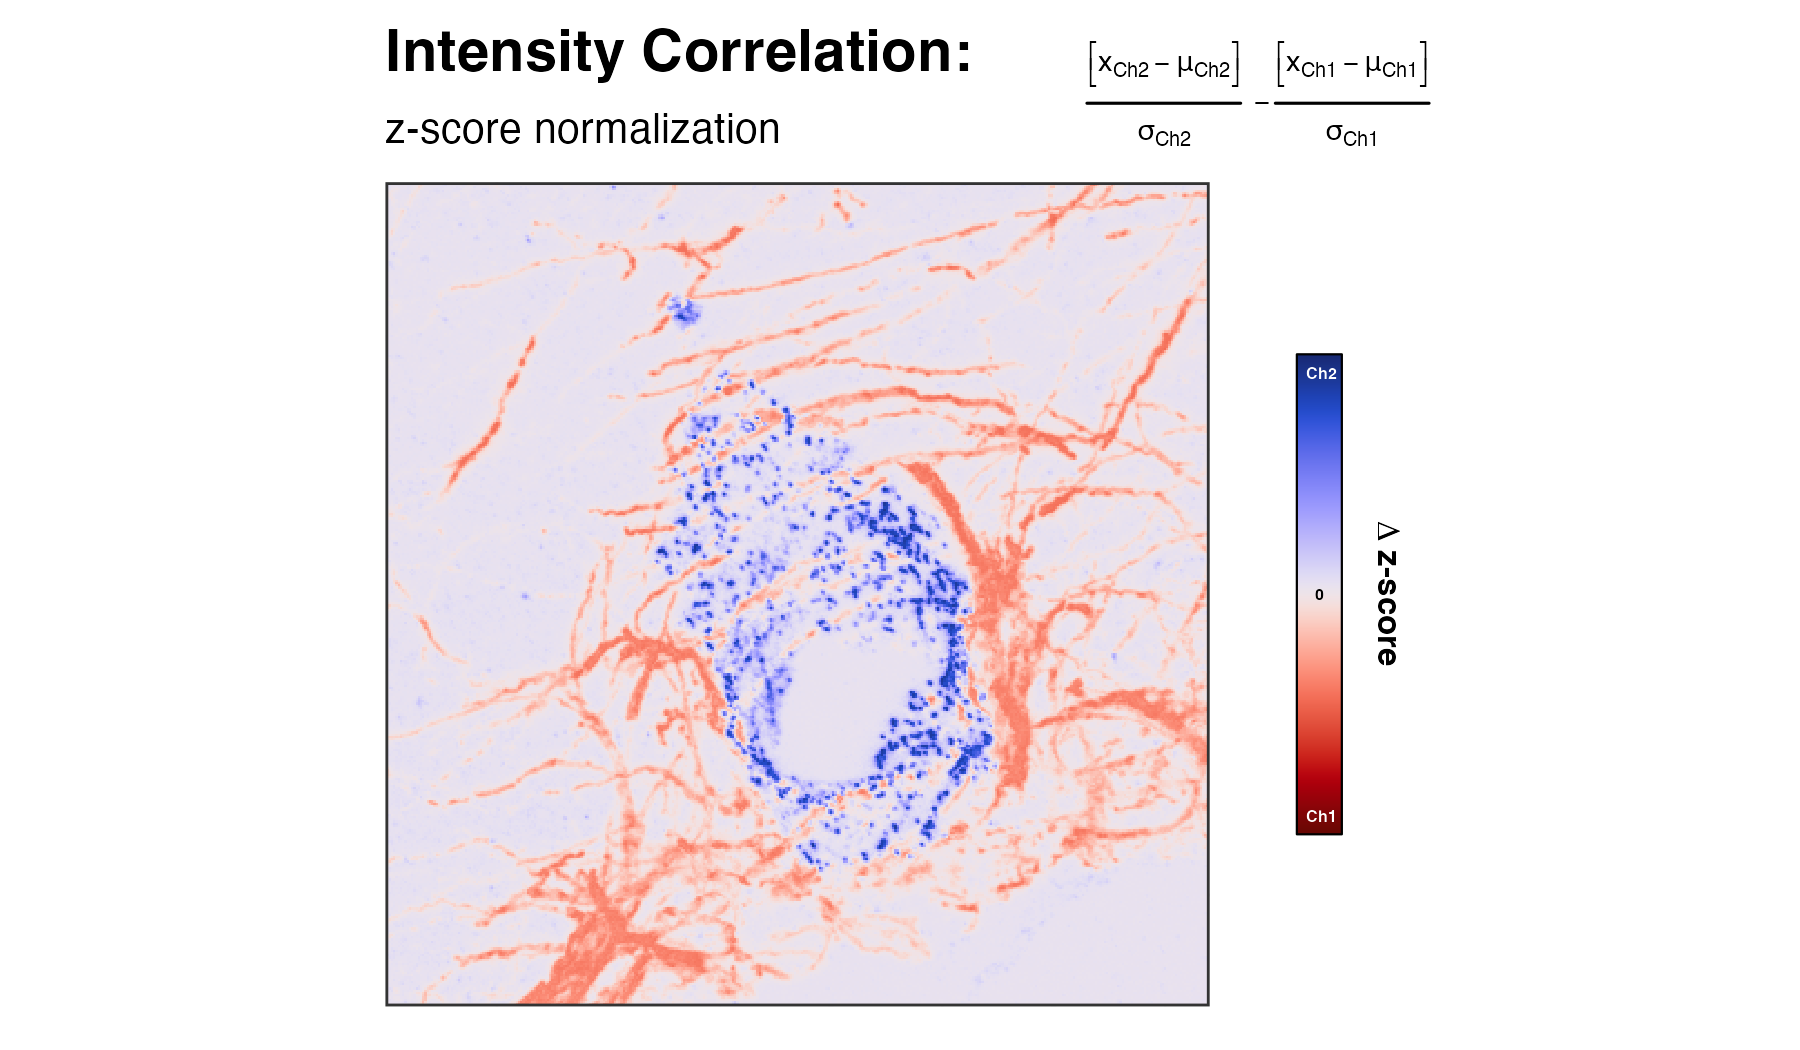 Intensity Correlation:
z-score normalization
[xCh2 – μCh2] – [xCh1 – μCh1]
σCh2 σCh1
Ch2
0
Ch1
Δ z-score